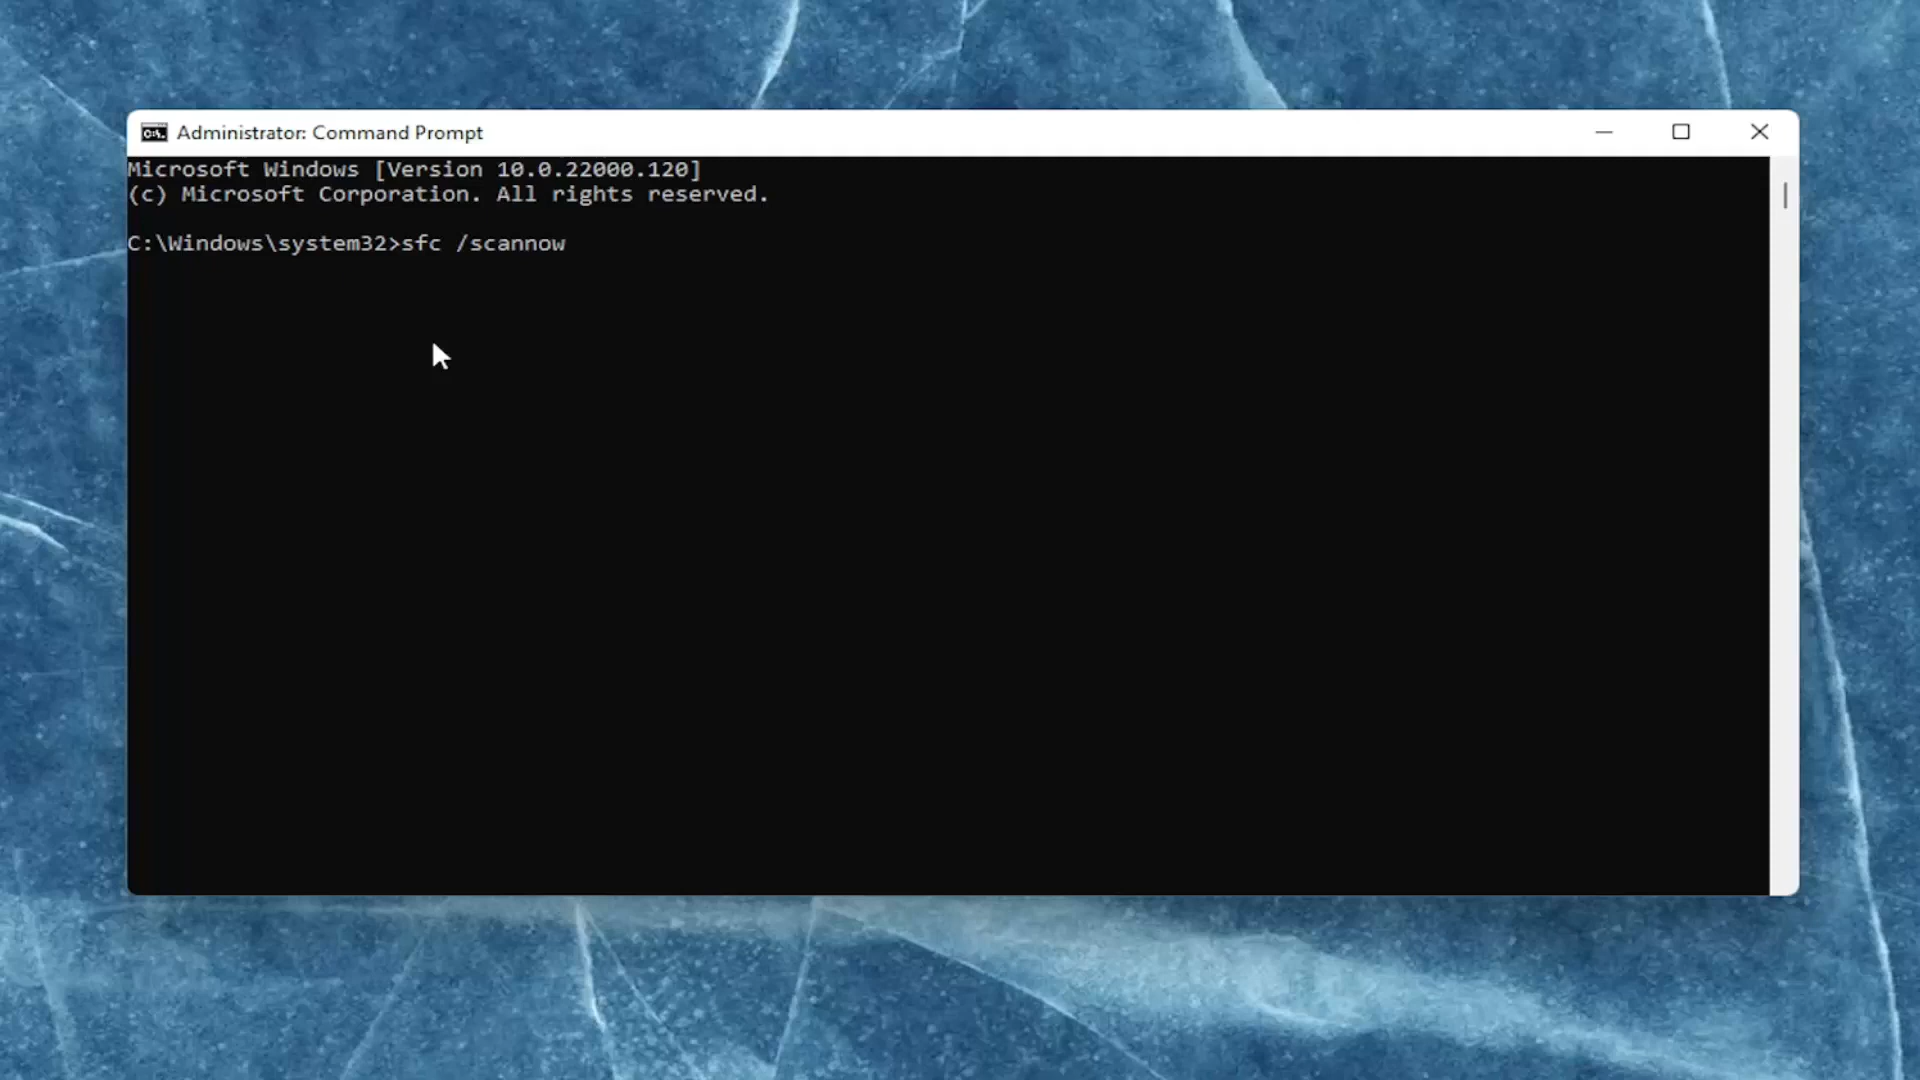 Administrator: Command Prompt
Microsoft Windows [Version 10.0.22000.120]
(c) Microsoft Corporation. All rights reserved.
C:\Windows\system32>sfc /scannow